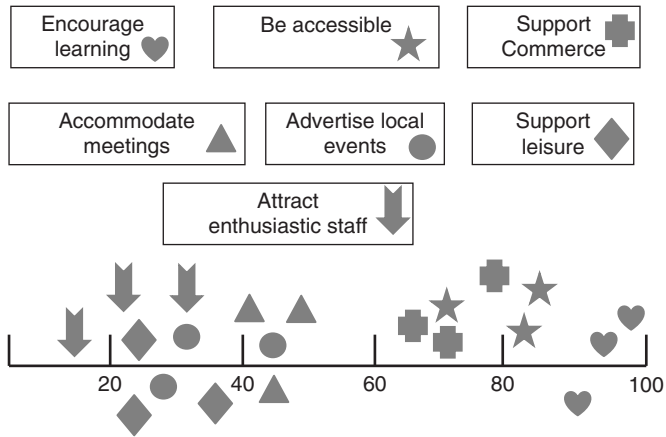 Encourage
learning
Be accessible
Support
Commerce
Accommodate
meetings
Advertise local
events
Support
leisure
Attract
enthusiastic staff
20
40
60
80
100